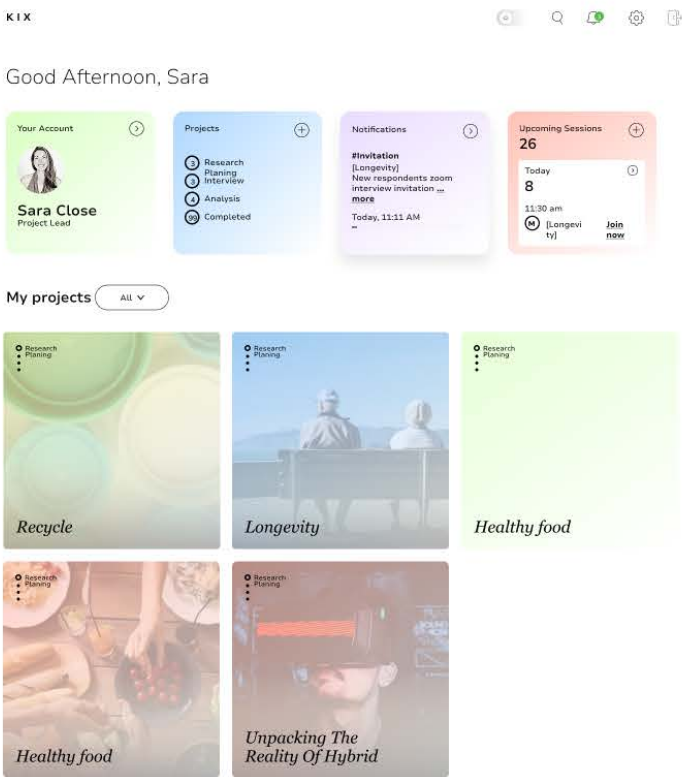 KIX
3
Good Afternoon, Sara
Your Account
Sara Close
Project Lead
Projects
3 Research
Planing
3 Interview
4 Analysis
99 Completed
Notifications
#Invitation
[Longevity]
New respondents zoom
interview invitation ...
more
Today, 11:11 AM
Upcoming Sessions
26
Today
8
11:30 am
M [Longevi
ty]
Join
now
My projects
All
Research
Planing
Recycle
Research
Planing
Longevity
Research
Planing
Healthy food
Research
Planing
Healthy food
Research
Planing
Unpacking The
Reality Of Hybrid